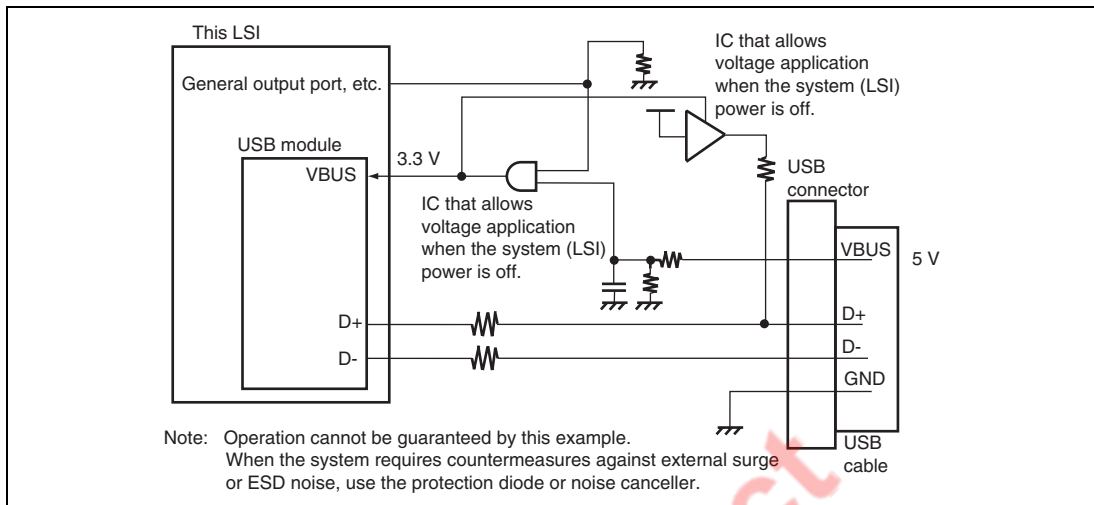 This LSI
General output port, etc.
IC that allows
voltage application
when the system (LSI)
power is off.
USB module
VBUS
3.3 V
IC that allows
voltage application
when the system (LSI)
power is off.
USB
connector
VBUS
5 V
D+
D+
D-
D-
GND
USB
cable
Note: Operation cannot be guaranteed by this example.
When the system requires countermeasures against external surge
or ESD noise, use the protection diode or noise canceller.